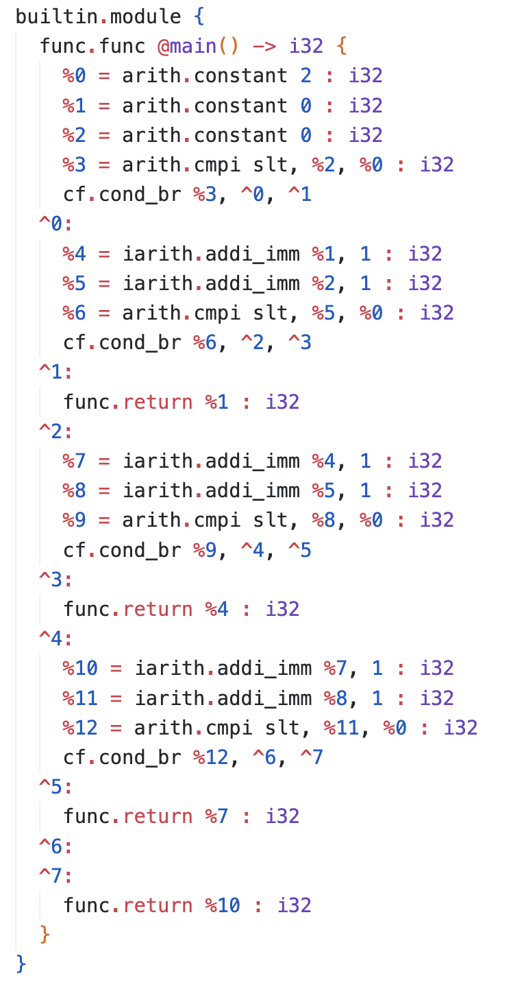 builtin.module {
  func.func @main() -> i32 {
    %0 = arith.constant 2 : i32
    %1 = arith.constant 0 : i32
    %2 = arith.constant 0 : i32
    %3 = arith.cmpi slt, %2, %0 : i32
    cf.cond_br %3, ^0, ^1
  ^0:
    %4 = iarith.addi_imm %1, 1 : i32
    %5 = iarith.addi_imm %2, 1 : i32
    %6 = arith.cmpi slt, %5, %0 : i32
    cf.cond_br %6, ^2, ^3
  ^1:
    func.return %1 : i32
  ^2:
    %7 = iarith.addi_imm %4, 1 : i32
    %8 = iarith.addi_imm %5, 1 : i32
    %9 = arith.cmpi slt, %8, %0 : i32
    cf.cond_br %9, ^4, ^5
  ^3:
    func.return %4 : i32
  ^4:
    %10 = iarith.addi_imm %7, 1 : i32
    %11 = iarith.addi_imm %8, 1 : i32
    %12 = arith.cmpi slt, %11, %0 : i32
    cf.cond_br %12, ^6, ^7
  ^5:
    func.return %7 : i32
  ^6:
  ^7:
    func.return %10 : i32
  }
}